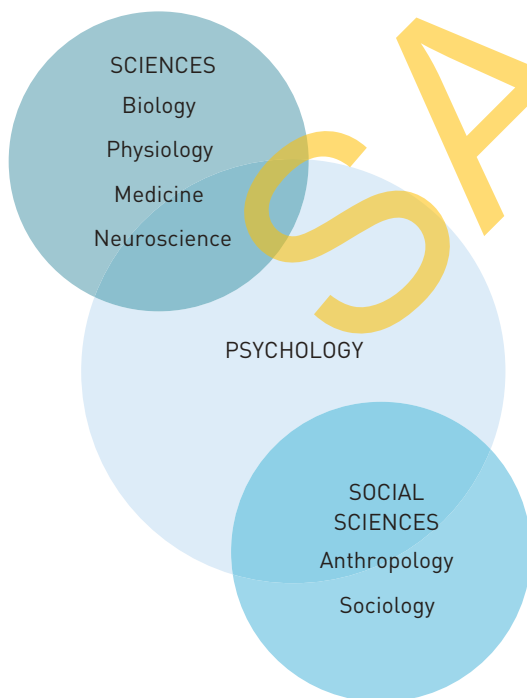 SCIENCES
Biology
Physiology
Medicine
Neuroscience
SA
PSYCHOLOGY
SOCIAL
SCIENCES
Anthropology
Sociology